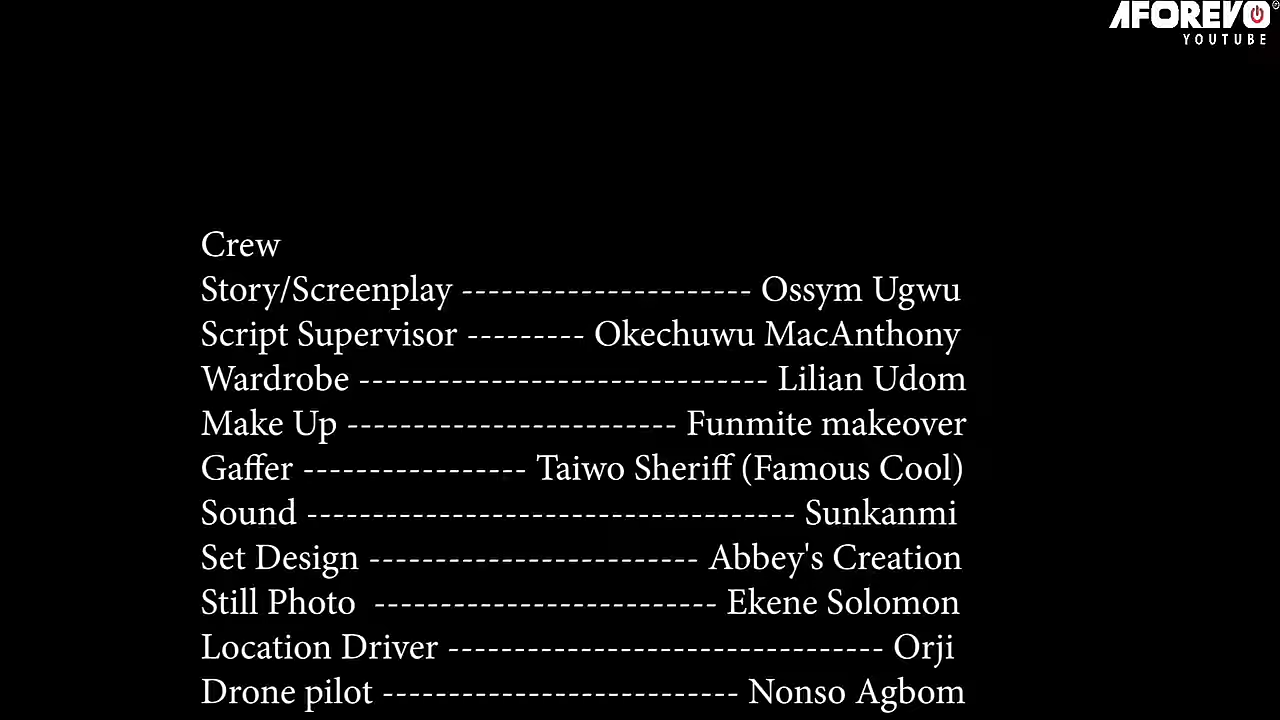 AFOREVO®
YOUTUBE
Crew
Story/Screenplay ---------------------- Ossym Ugwu
Script Supervisor --------- Okechuwu MacAnthony
Wardrobe ------------------------------- Lilian Udom
Make Up ------------------------- Funmite makeover
Gaffer ----------------- Taiwo Sheriff (Famous Cool)
Sound ------------------------------------- Sunkanmi
Set Design ------------------------- Abbey's Creation
Still Photo  -------------------------- Ekene Solomon
Location Driver --------------------------------- Orji
Drone pilot --------------------------- Nonso Agbom